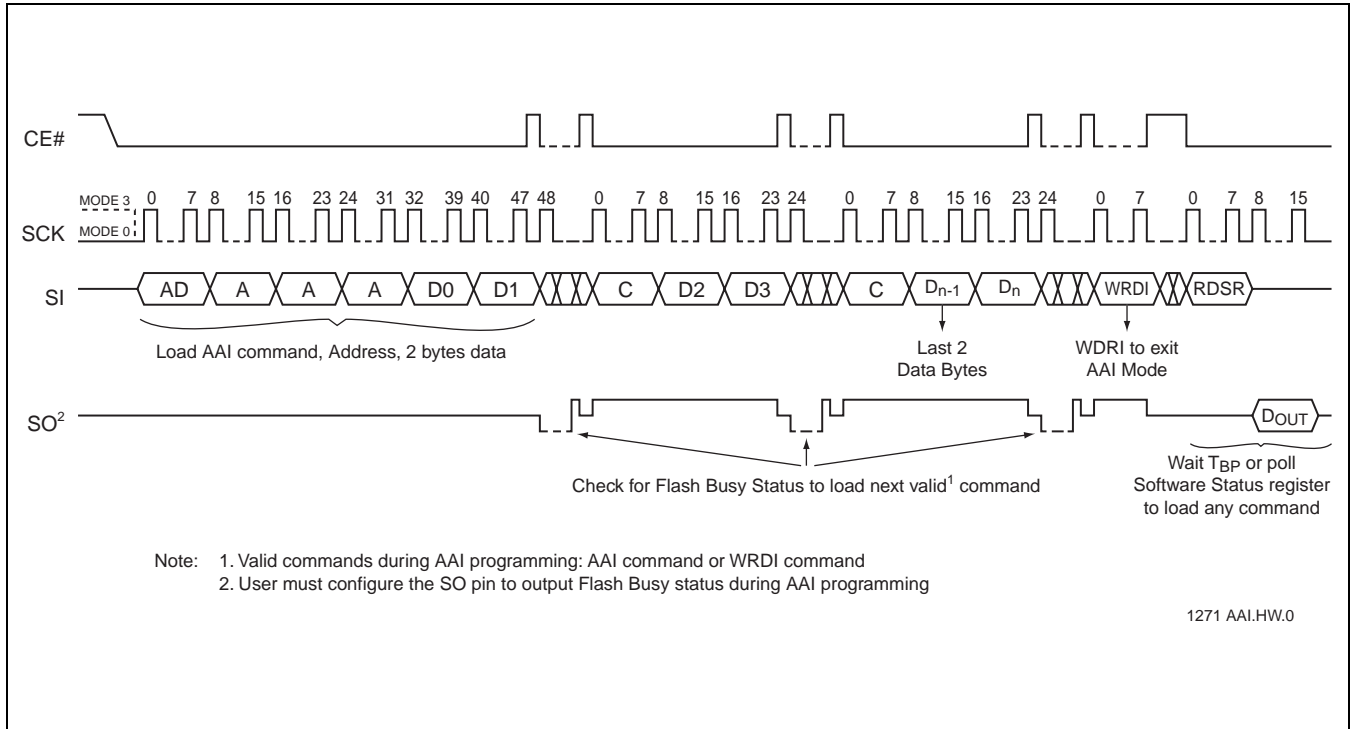 CE#
MODE 3
MODE 0
SCK
0 7 8 15 16 23 24 31 32 39 40 47 48 0 7 8 15 16 23 24 0 7 8 15 16 23 24 0 7 0 7 8 15
SI
AD A A A D0 D1 C D2 D3 C Dn-1 Dn WRDI RDSR
Load AAI command, Address, 2 bytes data
Last 2
Data Bytes
WDRI to exit
AAI Mode
SO2
DOUT
Check for Flash Busy Status to load next valid1 command
Wait TBP or poll
Software Status register
to load any command
Note: 1. Valid commands during AAI programming: AAI command or WRDI command
2. User must configure the SO pin to output Flash Busy status during AAI programming
1271 AAI.HW.0